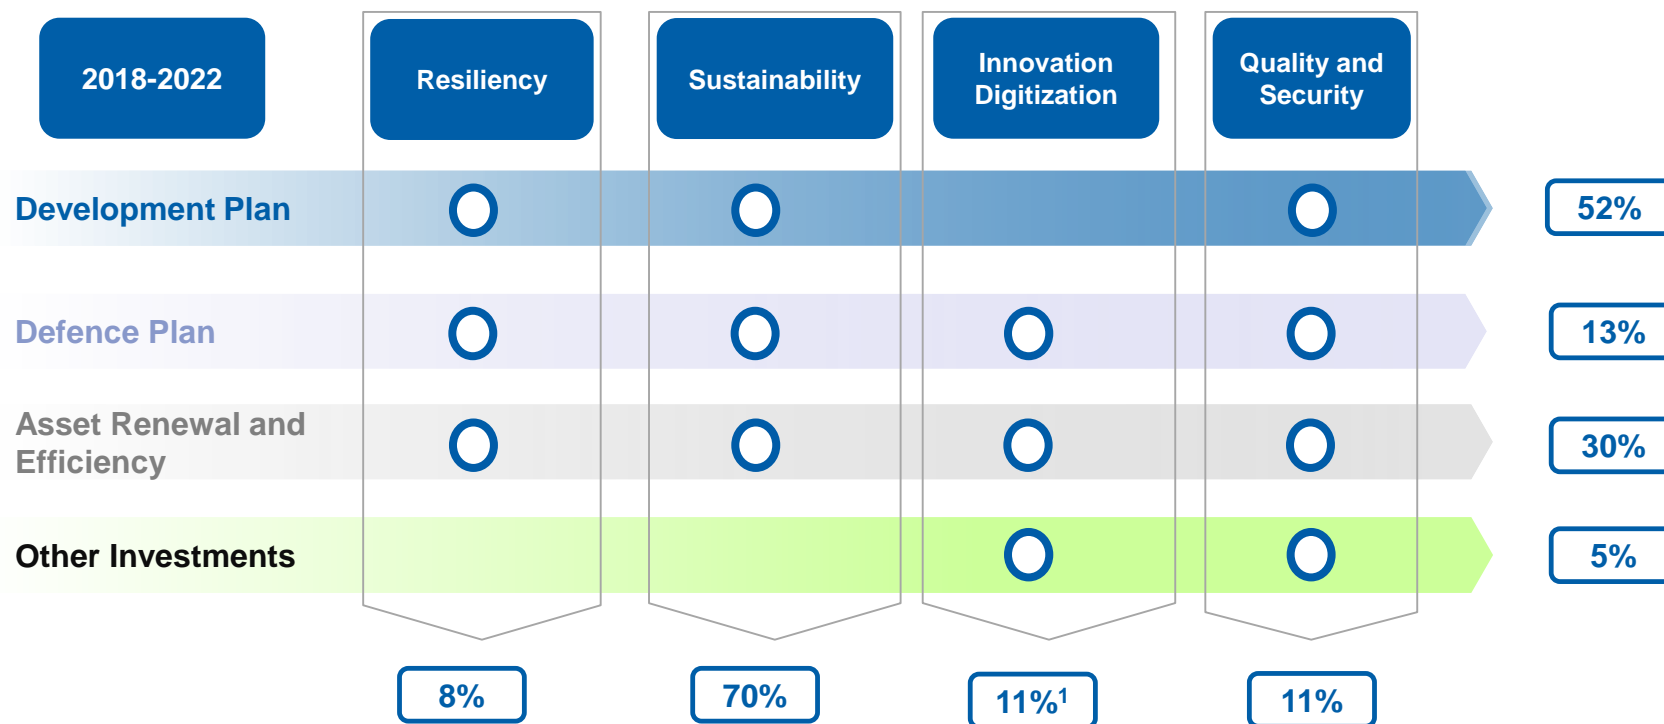 2018-2022
Resiliency
Sustainability
Innovation
Digitization
Quality and
Security
Development Plan
52%
Defence Plan
13%
Asset Renewal and
Efficiency
30%
Other Investments
5%
8%
70%
11%¹
11%